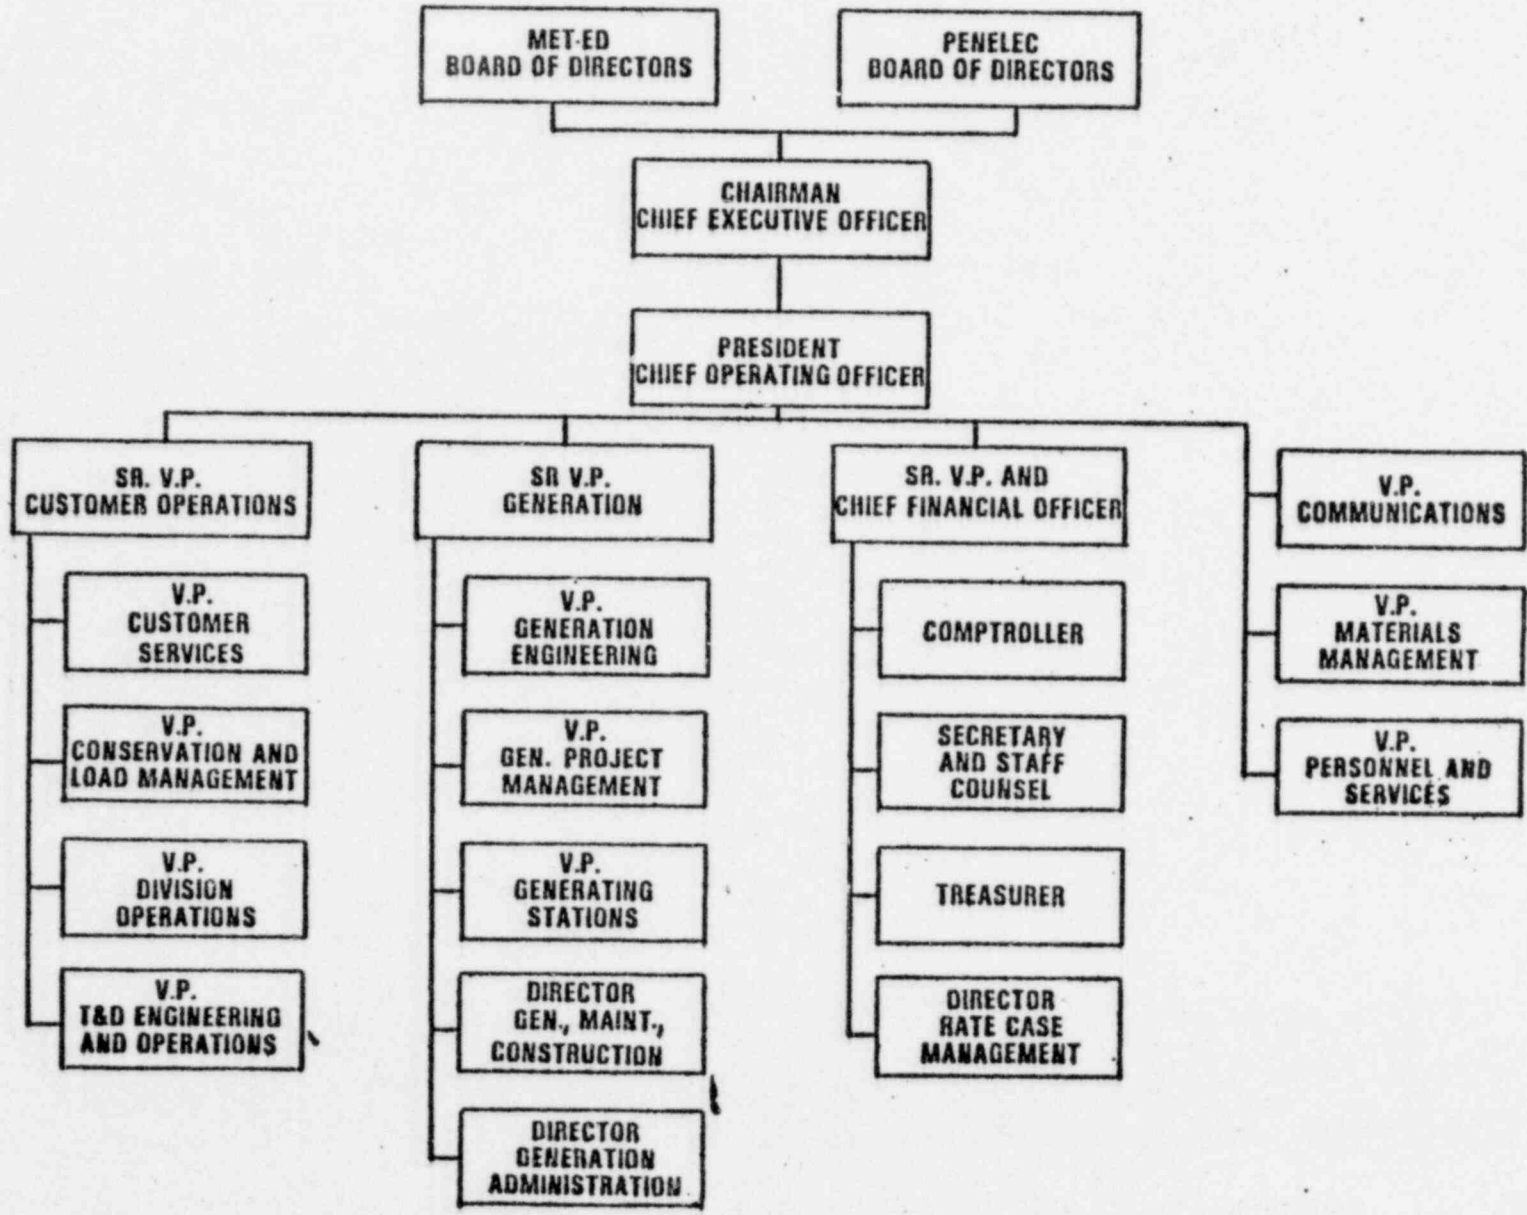 MET-ED
BOARD OF DIRECTORS
PENELEC
BOARD OF DIRECTORS
CHAIRMAN
CHIEF EXECUTIVE OFFICER
PRESIDENT
CHIEF OPERATING OFFICER
SR. V.P.
CUSTOMER OPERATIONS
V.P.
CUSTOMER
SERVICES
V.P.
CONSERVATION AND
LOAD MANAGEMENT
V.P.
DIVISION
OPERATIONS
V.P.
T&D ENGINEERING
AND OPERATIONS
SR V.P.
GENERATION
V.P.
GENERATION
ENGINEERING
V.P.
GEN. PROJECT
MANAGEMENT
V.P.
GENERATING
STATIONS
DIRECTOR
GEN., MAINT.,
CONSTRUCTION
DIRECTOR
GENERATION
ADMINISTRATION
SR. V.P. AND
CHIEF FINANCIAL OFFICER
COMPTROLLER
SECRETARY
AND STAFF
COUNSEL
TREASURER
DIRECTOR
RATE CASE
MANAGEMENT
V.P.
COMMUNICATIONS
V.P.
MATERIALS
MANAGEMENT
V.P.
PERSONNEL AND
SERVICES